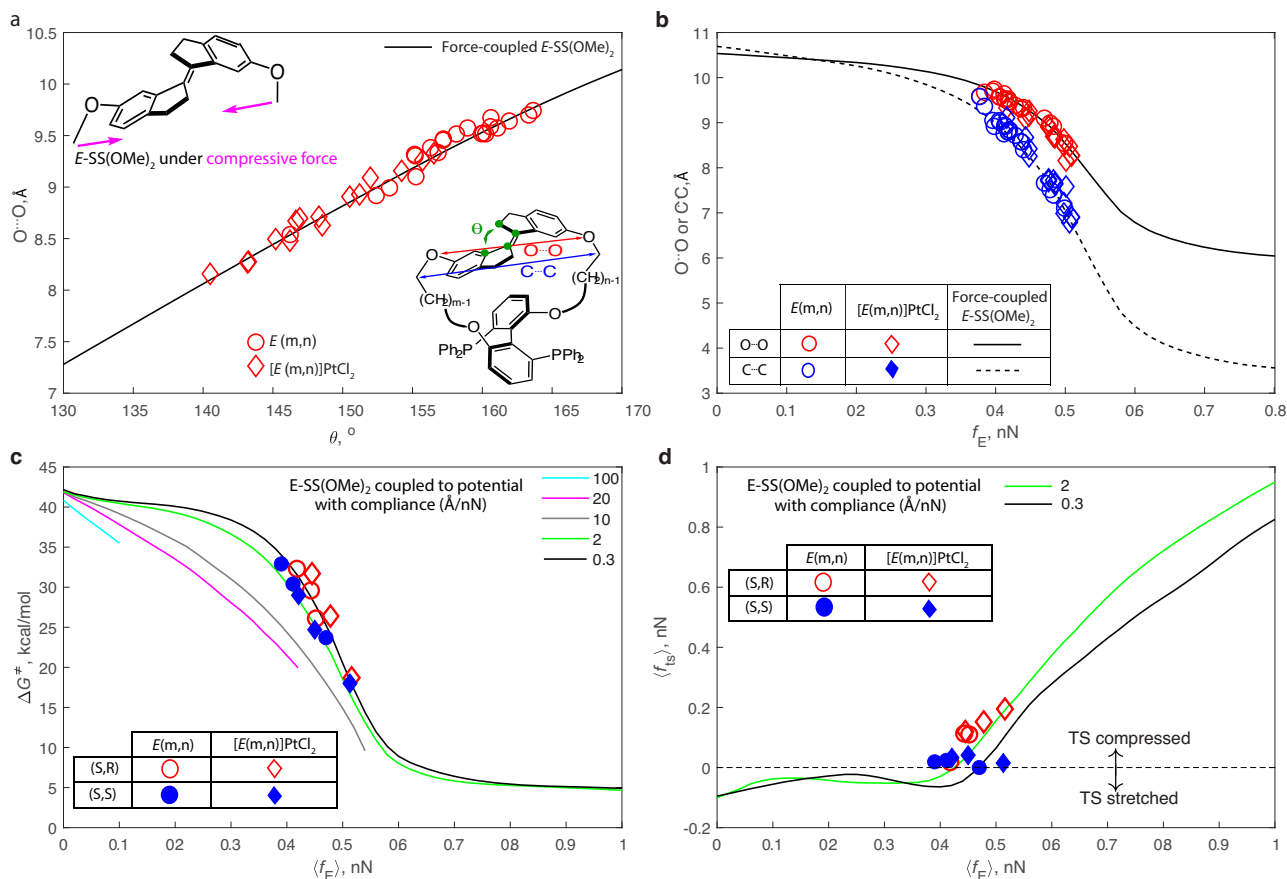 a
10.5
10
9.5
9
8.5
8
7.5
7
O···O,Å
130
135
140
145
150
155
160
165
170
θ, °
Force-coupled E-SS(OMe)₂
O
O
E-SS(OMe)₂ under compressive force
E (m,n)
[E (m,n)]PtCl₂
Θ
O
O
O···O
C···C
(CH₂)m-1
(CH₂)n-1
O
O
Ph₂P
PPh₂
b
11
10
9
8
7
6
5
4
3
O···O or C·C,Å
0
0.1
0.2
0.3
0.4
0.5
0.6
0.7
0.8
fE, nN
E(m,n) [E(m,n)]PtCl₂ Force-coupled
E-SS(OMe)₂
O···O
C···C
c
45
40
35
30
25
20
15
10
5
0
ΔG≠, kcal/mol
0
0.1
0.2
0.3
0.4
0.5
0.6
0.7
0.8
0.9
1
⟨fE⟩, nN
E-SS(OMe)₂ coupled to potential
with compliance (Å/nN)
100
20
10
2
0.3
E(m,n) [E(m,n)]PtCl₂
(S,R)
(S,S)
d
1
0.8
0.6
0.4
0.2
0
-0.2
⟨fts⟩, nN
0
0.1
0.2
0.3
0.4
0.5
0.6
0.7
0.8
0.9
1
⟨fE⟩, nN
E-SS(OMe)₂ coupled to potential
with compliance (Å/nN)
2
0.3
E(m,n) [E(m,n)]PtCl₂
(S,R)
(S,S)
TS compressed
TS stretched